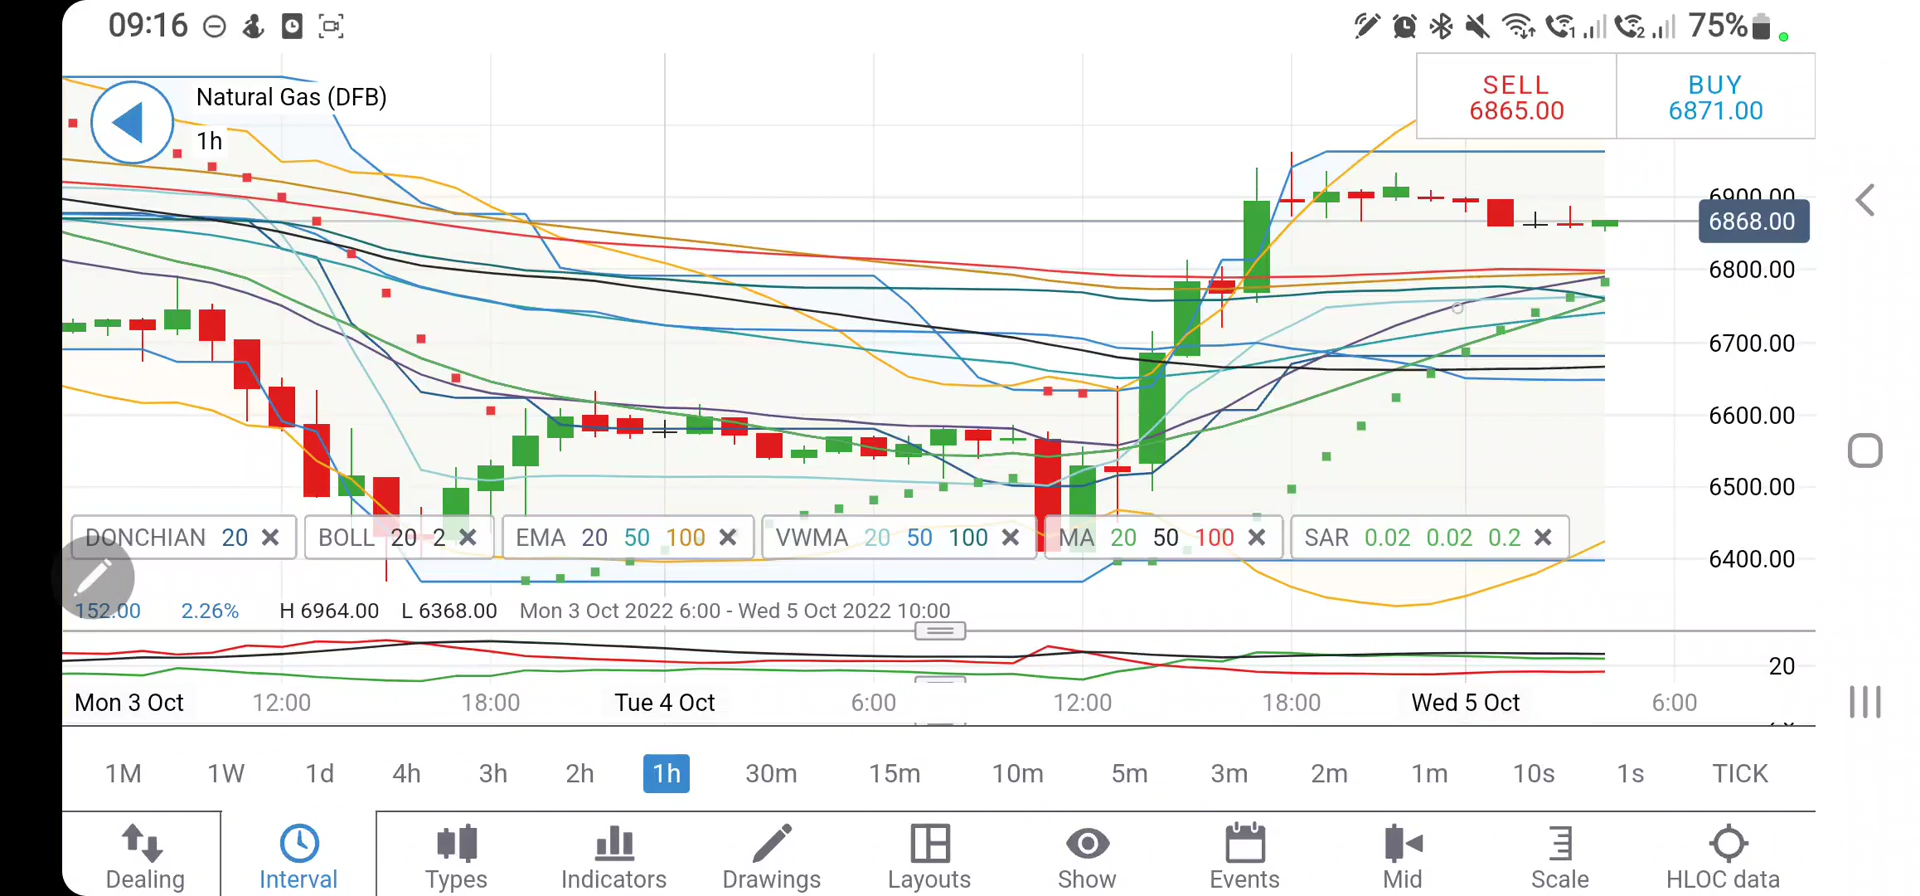 09:16
1 2 75%
Natural Gas (DFB)
1h
SELL BUY
6865.00 6871.00
6900.00
6868.00
6800.00
6700.00
6600.00
6500.00
6400.00
DONCHIAN 20 BOLL 20 2 EMA 20 50 100 VWMA 20 50 100 MA 20 50 100 SAR 0.02 0.02 0.2
152.00 2.26% H 6964.00 L 6368.00 Mon 3 Oct 2022 6:00 - Wed 5 Oct 2022 10:00
20
Mon 3 Oct 12:00 18:00 Tue 4 Oct 6:00 12:00 18:00 Wed 5 Oct 6:00
1M 1W 1d 4h 3h 2h 1h 30m 15m 10m 5m 3m 2m 1m 10s 1s TICK
Dealing Interval Types Indicators Drawings Layouts Show Events Mid Scale HLOC data